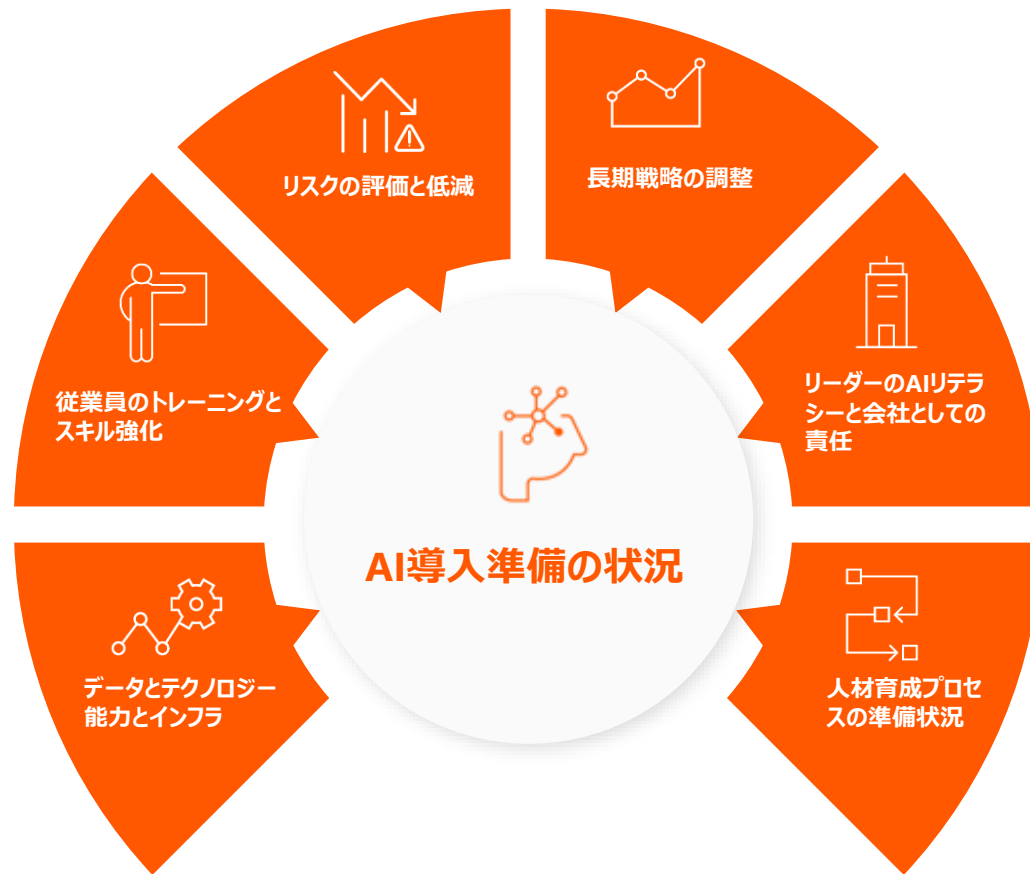 リスクの評価と低減
長期戦略の調整
従業員のトレーニングと
スキル強化
リーダーのAIリテラ
シーと会社としての
責任
AI導入準備の状況
データとテクノロジー
能力とインフラ
人材育成プロセ
スの準備状況